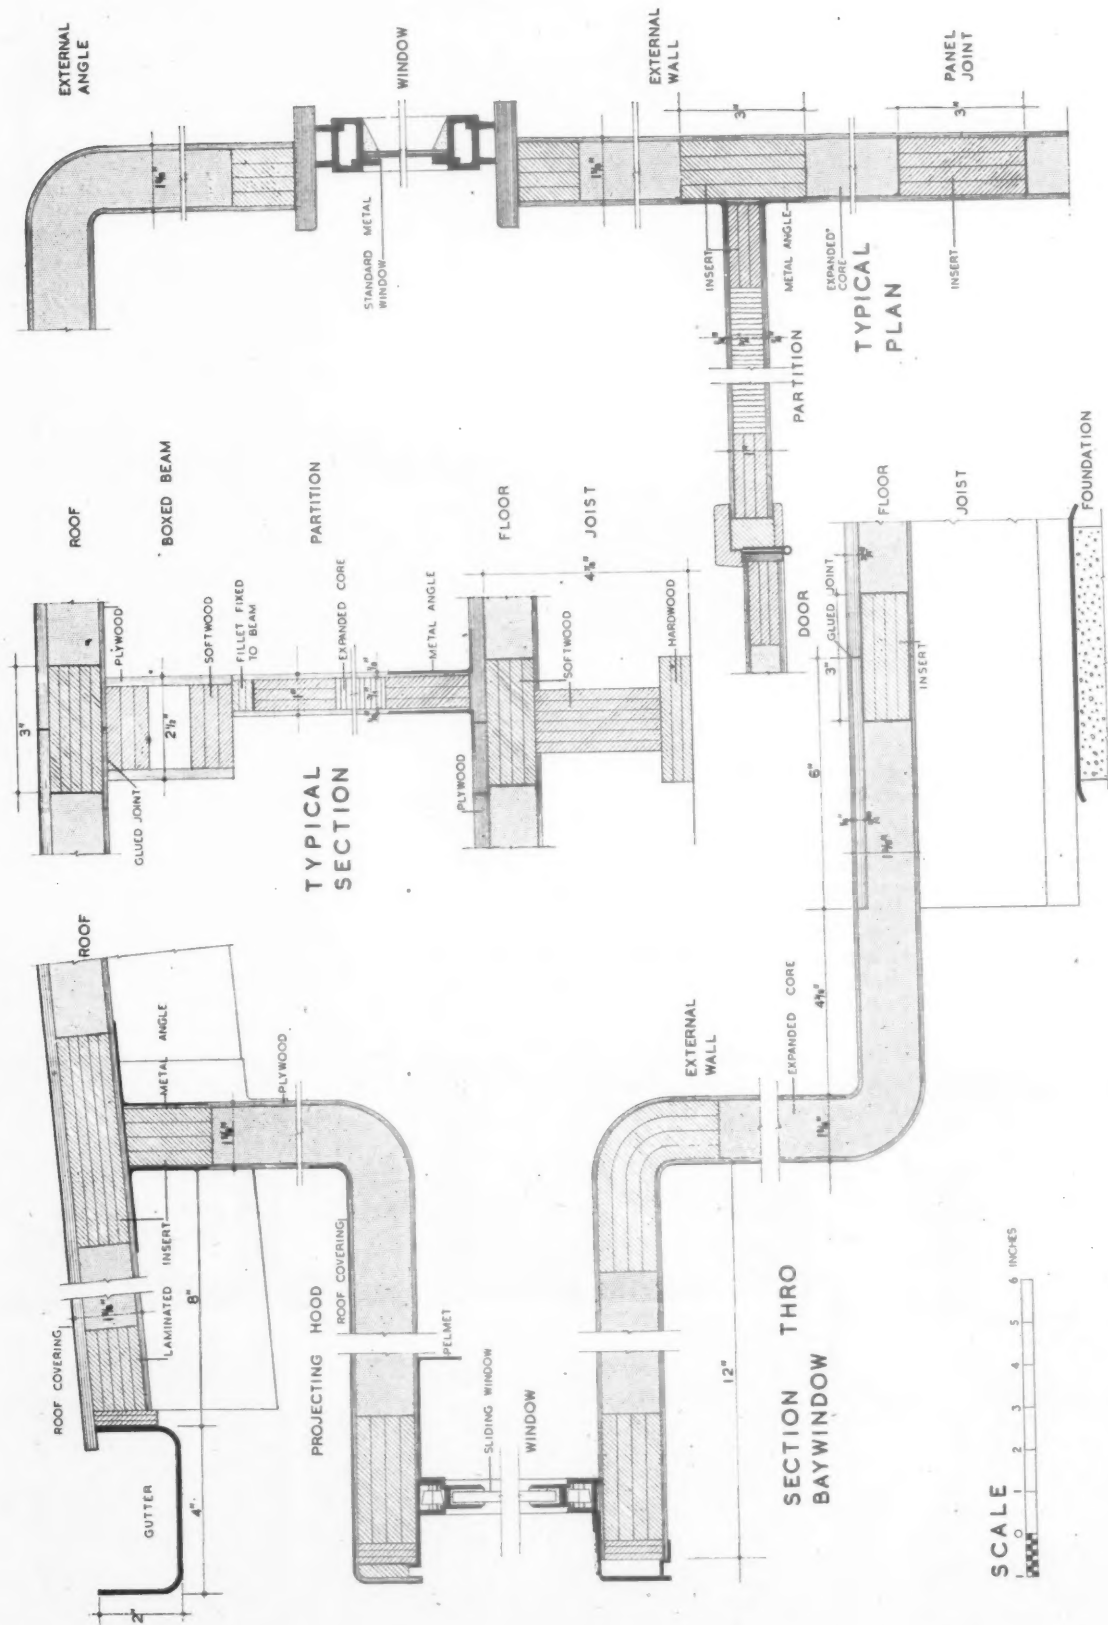 ROOF COVERING
GUTTER
4"
2"
8"
LAMINATED INSERT
METAL ANGLE
ROOF
PLYWOOD
PROJECTING HOOD
ROOF COVERING
PELMET
SLIDING WINDOW
WINDOW
12"
SECTION THRO
BAYWINDOW
EXTERNAL
WALL
EXPANDED CORE
6"
3"
GLUED JOINT
INSERT
FLOOR
JOIST
FOUNDATION
SCALE
1 0 1 2 3 4 5 6 INCHES
3"
ROOF
GLUED JOINT
PLYWOOD
BOXED BEAM
2½"
SOFTWOOD
FILLET FIXED
TO BEAM
PARTITION
1"
EXPANDED CORE
METAL ANGLE
TYPICAL
SECTION
PLYWOOD
FLOOR
JOIST
SOFTWOOD
HARDWOOD
EXTERNAL
ANGLE
WINDOW
STANDARD METAL
WINDOW
EXTERNAL
WALL
3"
INSERT
METAL ANGLE
EXPANDED
CORE
PANEL
JOINT
3"
INSERT
TYPICAL
PLAN
PARTITION
1"
DOOR